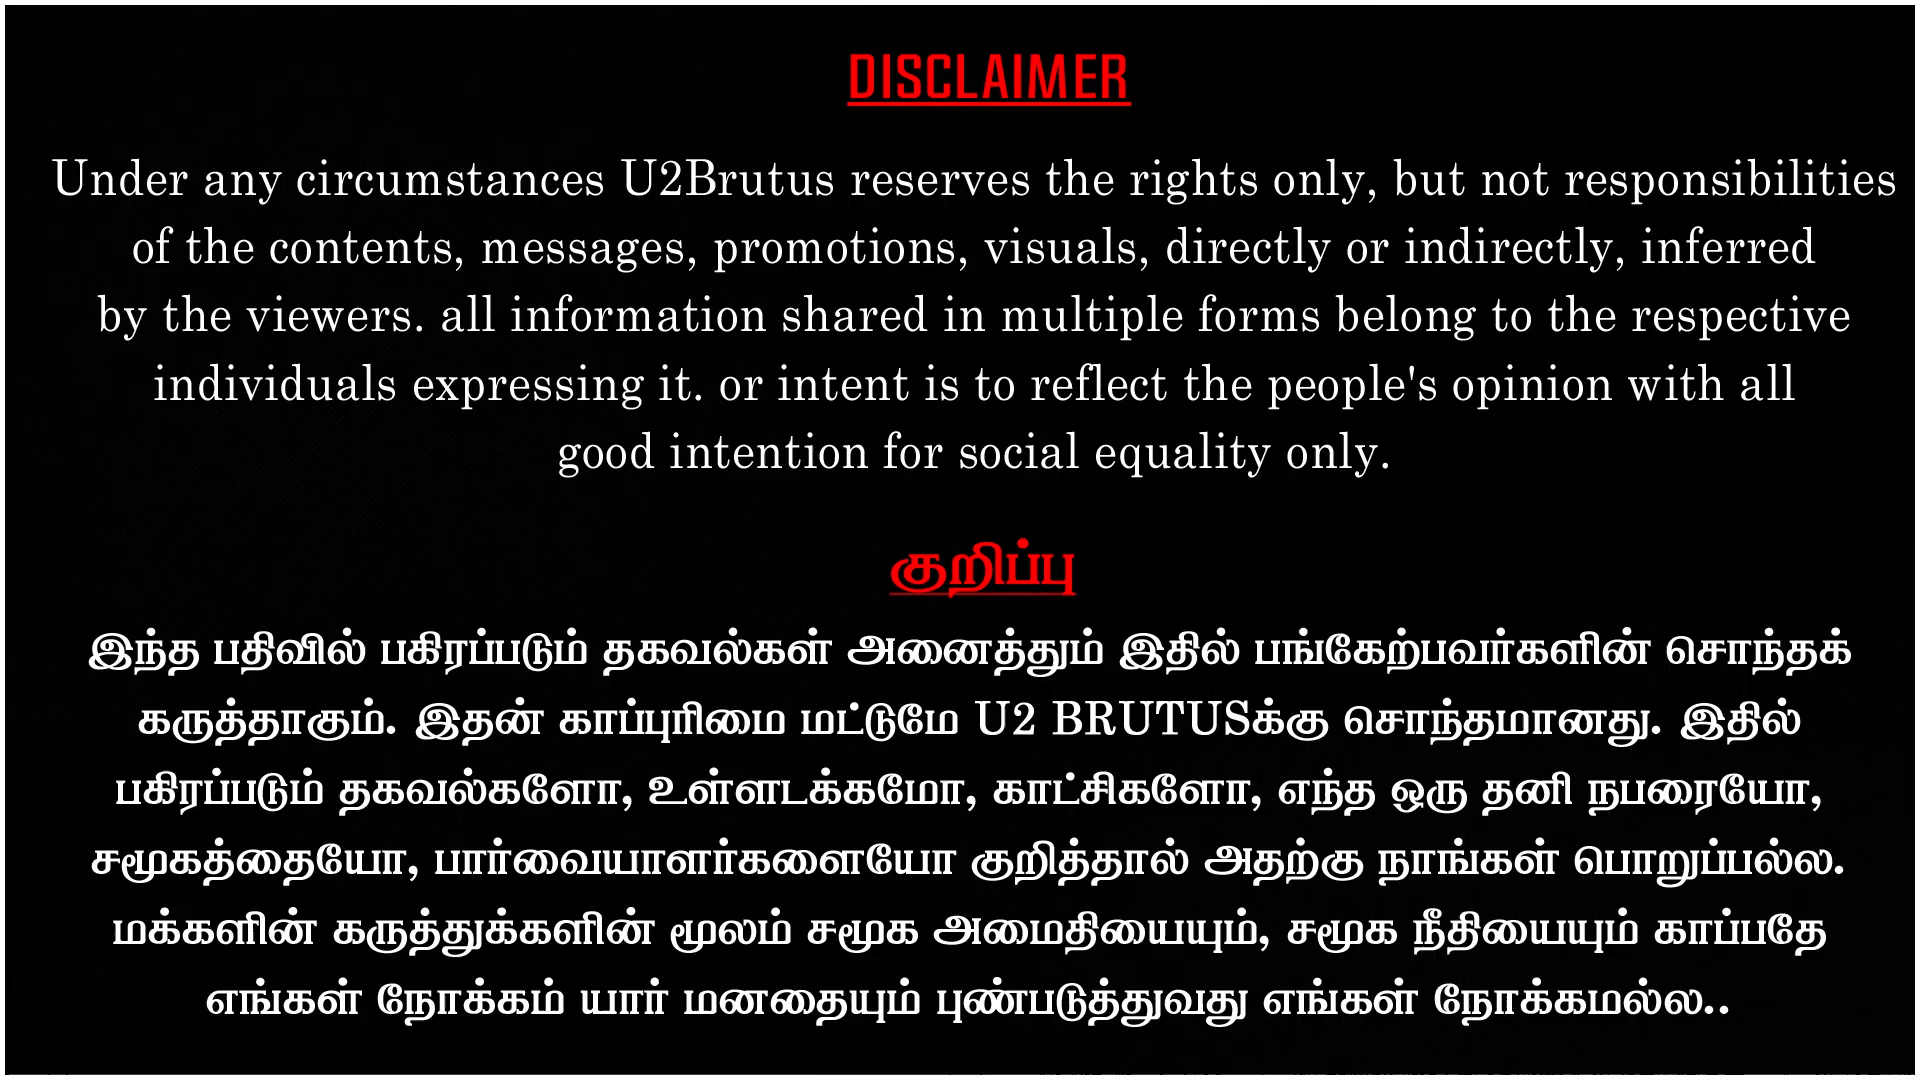 DISCLAIMER
Under any circumstances U2Brutus reserves the rights only, but not responsibilities
of the contents, messages, promotions, visuals, directly or indirectly, inferred
by the viewers. all information shared in multiple forms belong to the respective
individuals expressing it. or intent is to reflect the people's opinion with all
good intention for social equality only.
குறிப்பு
இந்த பதிவில் பகிரப்படும் தகவல்கள் அனைத்தும் இதில் பங்கேற்பவர்களின் சொந்தக்
கருத்தாகும். இதன் காப்புரிமை மட்டுமே U2 BRUTUSக்கு சொந்தமானது. இதில்
பகிரப்படும் தகவல்களோ, உள்ளடக்கமோ, காட்சிகளோ, எந்த ஒரு தனி நபரையோ,
சமூகத்தையோ, பார்வையாளர்களையோ குறித்தால் அதற்கு நாங்கள் பொறுப்பல்ல.
மக்களின் கருத்துக்களின் மூலம் சமூக அமைதியையும், சமூக நீதியையும் காப்பதே
எங்கள் நோக்கம் யார் மனதையும் புண்படுத்துவது எங்கள் நோக்கமல்ல..